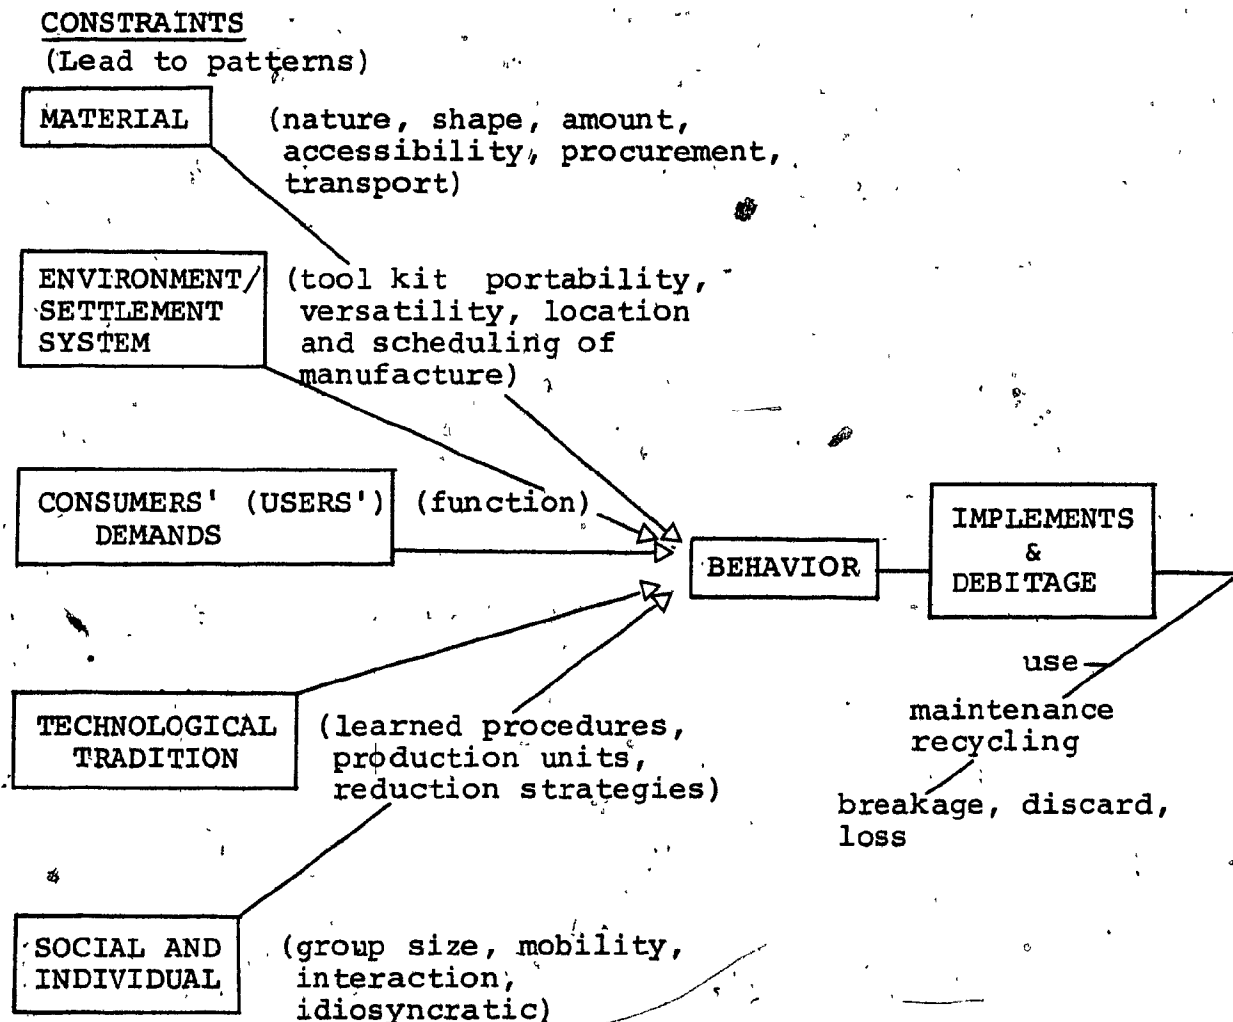 CONSTRAINTS
(Lead to patterns)
MATERIAL
(nature, shape, amount,
accessibility, procurement,
transport)
ENVIRONMENT/
SETTLEMENT
SYSTEM
(tool kit portability,
versatility, location
and scheduling of
manufacture)
CONSUMERS' (USERS')
DEMANDS
(function)
BEHAVIOR
IMPLEMENTS
&
DEBITAGE
use
maintenance
recycling
breakage, discard,
loss
TECHNOLOGICAL
TRADITION
(learned procedures,
production units,
reduction strategies)
SOCIAL AND
INDIVIDUAL
(group size, mobility,
interaction,
idiosyncratic)